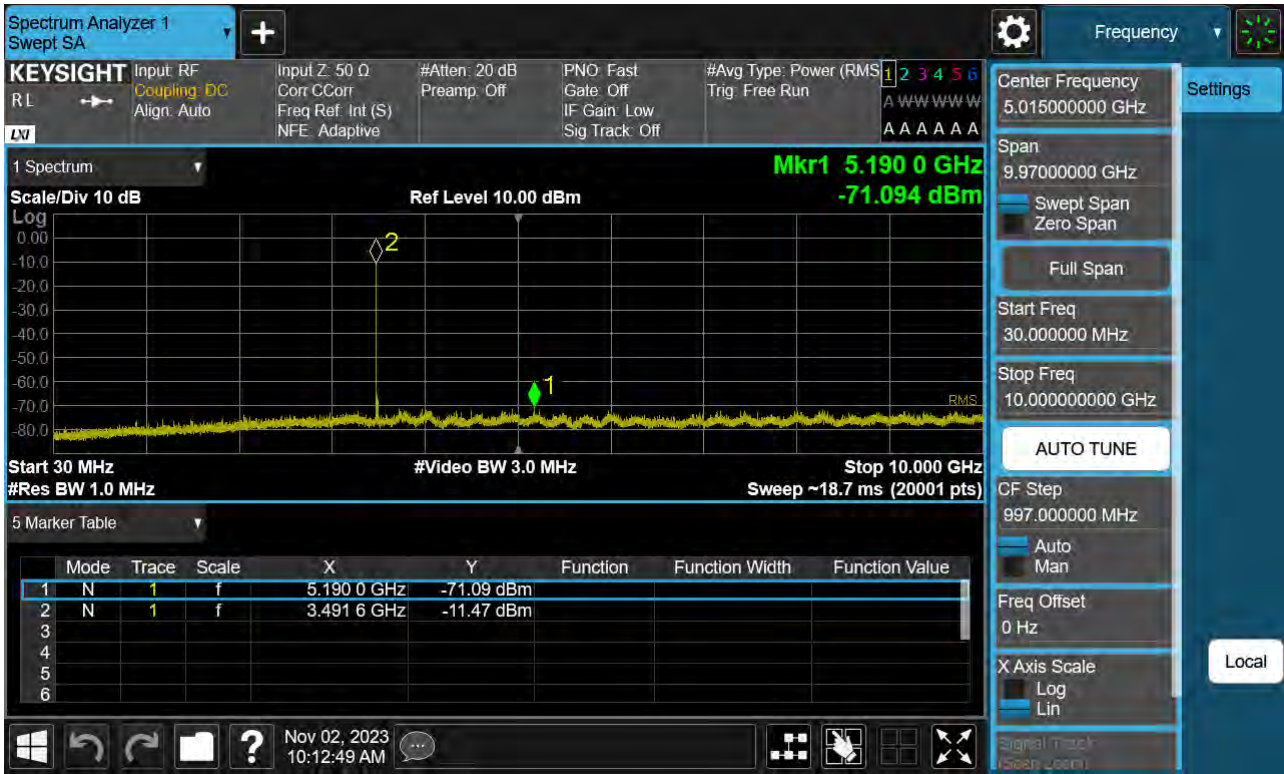 Spectrum Analyzer 1
Swept SA
+
Frequency
KEYSIGHT
RL
LXI
Input: RF
Coupling: DC
Align: Auto
Input Z: 50 Ω
Corr CCorr
Freq Ref: Int (S)
NFE: Adaptive
#Atten: 20 dB
Preamp: Off
PNO: Fast
Gate: Off
IF Gain: Low
Sig Track: Off
#Avg Type: Power (RMS
Trig: Free Run
1 2 3 4 5 6
A W W W W W
A A A A A A
1 Spectrum
Mkr1 5.190 0 GHz
Scale/Div 10 dB
Ref Level 10.00 dBm
-71.094 dBm
Log
0.00
-10.0
-20.0
-30.0
-40.0
-50.0
-60.0
-70.0
-80.0
2
1
RMS
Start 30 MHz
#Video BW 3.0 MHz
Stop 10.000 GHz
#Res BW 1.0 MHz
Sweep ~18.7 ms (20001 pts)
5 Marker Table
Mode Trace Scale X Y Function Function Width Function Value
1 N 1 f 5.190 0 GHz -71.09 dBm
2 N 1 f 3.491 6 GHz -11.47 dBm
3
4
5
6
Nov 02, 2023
10:12:49 AM
?
Center Frequency
5.015000000 GHz
Settings
Span
9.97000000 GHz
Swept Span
Zero Span
Full Span
Start Freq
30.000000 MHz
Stop Freq
10.000000000 GHz
AUTO TUNE
CF Step
997.000000 MHz
Auto
Man
Freq Offset
0 Hz
X Axis Scale
Log
Lin
Local
Signal Track
(Span Zoom)